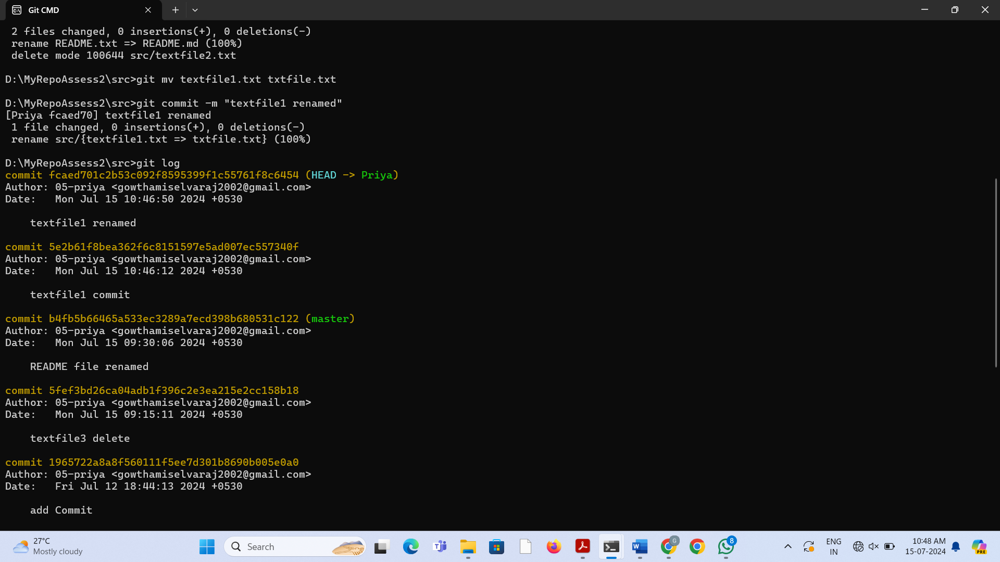 Git CMD
2 files changed, 0 insertions(+), 0 deletions(-)
rename README.txt => README.md (100%)
delete mode 100644 src/textfile2.txt
D:\MyRepoAssess2\src>git mv textfile1.txt txtfile.txt
D:\MyRepoAssess2\src>git commit -m "textfile1 renamed"
[Priya fcaed70] textfile1 renamed
1 file changed, 0 insertions(+), 0 deletions(-)
rename src/{textfile1.txt => txtfile.txt} (100%)
D:\MyRepoAssess2\src>git log
commit fcaed701c2b53c092f8595399f1c55761f8c6454 (HEAD -> Priya)
Author: 05-priya <gowthamiselvaraj2002@gmail.com>
Date:   Mon Jul 15 10:46:50 2024 +0530
textfile1 renamed
commit 5e2b61f8bea362f6c8151597e5ad007ec557340f
Author: 05-priya <gowthamiselvaraj2002@gmail.com>
Date:   Mon Jul 15 10:46:12 2024 +0530
textfile1 commit
commit b4fb5b66465a533ec3289a7ecd398b680531c122 (master)
Author: 05-priya <gowthamiselvaraj2002@gmail.com>
Date:   Mon Jul 15 09:30:06 2024 +0530
README file renamed
commit 5fef3bd26ca04adb1f396c2e3ea215e2cc158b18
Author: 05-priya <gowthamiselvaraj2002@gmail.com>
Date:   Mon Jul 15 09:15:11 2024 +0530
textfile3 delete
commit 1965722a8a8f560111f5ee7d301b8690b005e0a0
Author: 05-priya <gowthamiselvaraj2002@gmail.com>
Date:   Fri Jul 12 18:44:13 2024 +0530
add Commit
27°C
Mostly cloudy
Search
G
8
ENG
IN
10:48 AM
15-07-2024
PRE